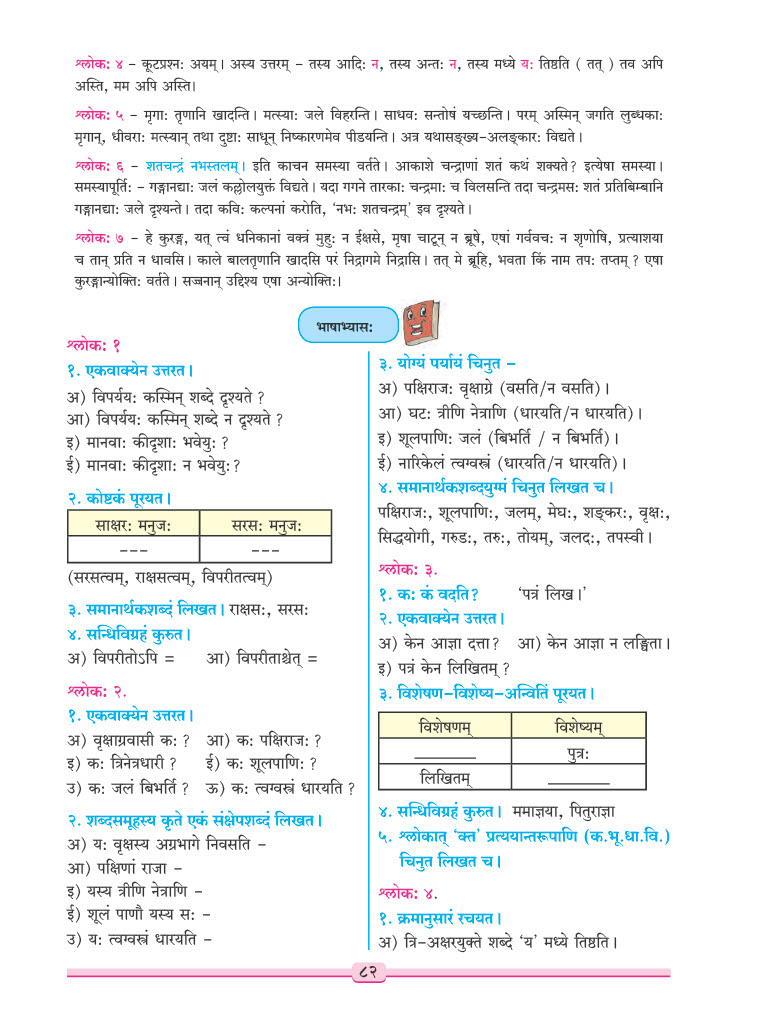 श्लोक: ४ – कूटप्रश्न: अयम्। अस्य उत्तरम् – तस्य आदि: न, तस्य अन्त: न, तस्य मध्ये य: तिष्ठति ( तत् ) तव अपि
अस्ति, मम अपि अस्ति।
श्लोक: ५ – मृगा: तृणानि खादन्ति। मत्स्या: जले विहरन्ति। साधव: सन्तोषं यच्छन्ति। परम् अस्मिन् जगति लुब्धका:
मृगान्, धीवरा: मत्स्यान् तथा दुष्टा: साधून् निष्कारणमेव पीडयन्ति। अत्र यथासङ्ख्य-अलङ्कार: विद्यते।
श्लोक: ६ – शतचन्द्रं नभस्तलम्। इति काचन समस्या वर्तते। आकाशे चन्द्राणां शतं कथं शक्यते? इत्येषा समस्या।
समस्यापूर्ति: – गङ्गानद्या: जलं कल्लोलयुक्तं विद्यते। यदा गगने तारका: चन्द्रमा: च विलसन्ति तदा चन्द्रमस: शतं प्रतिबिम्बानि
गङ्गानद्या: जले दृश्यन्ते। तदा कवि: कल्पनां करोति, 'नभ: शतचन्द्रम्' इव दृश्यते।
श्लोक: ७ – हे कुरङ्ग, यत् त्वं धनिकानां वक्त्रं मुहु: न ईक्षसे, मृषा चाटून् न ब्रूषे, एषां गर्ववच: न शृणोषि, प्रत्याशया
च तान् प्रति न धावसि। काले बालतृणानि खादसि परं निद्रागमे निद्रासि। तत् मे ब्रूहि, भवता किं नाम तप: तप्तम् ? एषा
कुरङ्गान्योक्ति: वर्तते। सज्जनान् उद्दिश्य एषा अन्योक्ति:।
भाषाभ्यास:
श्लोक: १
१. एकवाक्येन उत्तरत।
अ) विपर्यय: कस्मिन् शब्दे दृश्यते ?
आ) विपर्यय: कस्मिन् शब्दे न दृश्यते ?
इ) मानवा: कीदृशा: भवेयु: ?
ई) मानवा: कीदृशा: न भवेयु:?
२. कोष्टकं पूरयत।
साक्षर: मनुज: सरस: मनुज:
--- ---
(सरसत्वम्, राक्षसत्वम्, विपरीतत्वम्)
३. समानार्थकशब्दं लिखत। राक्षस:, सरस:
४. सन्धिविग्रहं कुरुत।
अ) विपरीतोऽपि = आ) विपरीताश्चेत् =
श्लोक: २.
१. एकवाक्येन उत्तरत।
अ) वृक्षाग्रवासी क: ? आ) क: पक्षिराज: ?
इ) क: त्रिनेत्रधारी ? ई) क: शूलपाणि: ?
उ) क: जलं बिभर्ति ? ऊ) क: त्वग्वस्त्रं धारयति ?
२. शब्दसमूहस्य कृते एकं संक्षेपशब्दं लिखत।
अ) य: वृक्षस्य अग्रभागे निवसति -
आ) पक्षिणां राजा -
इ) यस्य त्रीणि नेत्राणि -
ई) शूलं पाणौ यस्य स: -
उ) य: त्वग्वस्त्रं धारयति -
३. योग्यं पर्यायं चिनुत –
अ) पक्षिराज: वृक्षाग्रे (वसति/न वसति)।
आ) घट: त्रीणि नेत्राणि (धारयति/न धारयति)।
इ) शूलपाणि: जलं (बिभर्ति / न बिभर्ति)।
ई) नारिकेलं त्वग्वस्त्रं (धारयति/न धारयति)।
४. समानार्थकशब्दयुग्मं चिनुत लिखत च।
पक्षिराज:, शूलपाणि:, जलम्, मेघ:, शङ्कर:, वृक्ष:,
सिद्धयोगी, गरुड:, तरु:, तोयम्, जलद:, तपस्वी।
श्लोक: ३.
१. क: कं वदति? 'पत्रं लिख।'
२. एकवाक्येन उत्तरत।
अ) केन आज्ञा दत्ता? आ) केन आज्ञा न लङ्घिता।
इ) पत्रं केन लिखितम् ?
३. विशेषण-विशेष्य-अन्वितिं पूरयत।
विशेषणम् विशेष्यम्
______ पुत्र:
लिखितम् ______
४. सन्धिविग्रहं कुरुत। ममाज्ञया, पितुराज्ञा
५. श्लोकात् 'क्त' प्रत्ययान्तरूपाणि (क.भू.धा.वि.)
चिनुत लिखत च।
श्लोक: ४.
१. क्रमानुसारं रचयत।
अ) त्रि-अक्षरयुक्ते शब्दे 'य' मध्ये तिष्ठति।
८२